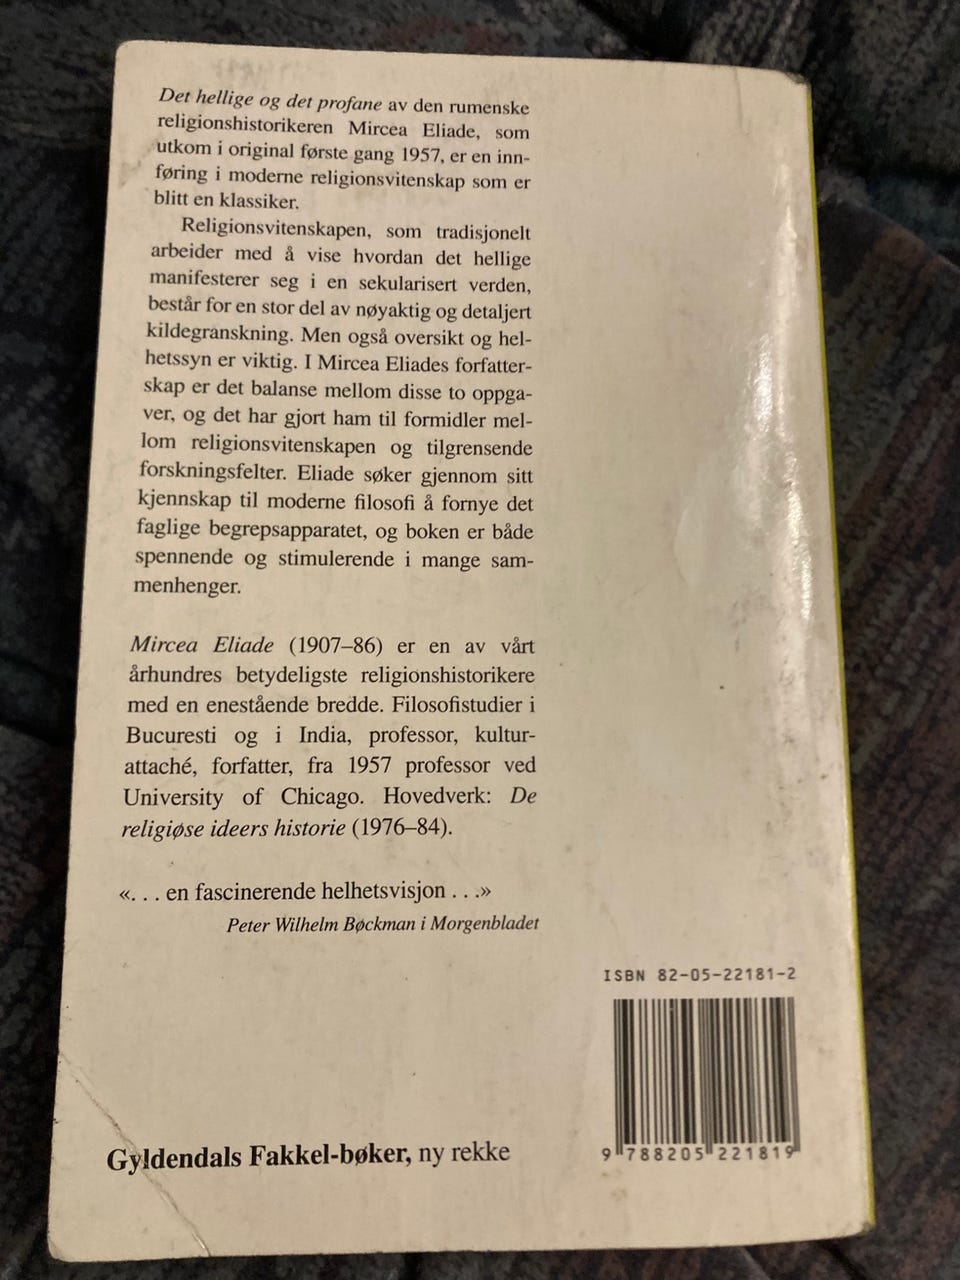 Det hellige og det profane av den rumenske
religionshistorikeren Mircea Eliade, som
utkom i original første gang 1957, er en inn-
føring i moderne religionsvitenskap som er
blitt en klassiker.
Religionsvitenskapen, som tradisjonelt
arbeider med å vise hvordan det hellige
manifesterer seg i en sekularisert verden,
består for en stor del av nøyaktig og detaljert
kildegranskning. Men også oversikt og hel-
hetssyn er viktig. I Mircea Eliades forfatter-
skap er det balanse mellom disse to oppga-
ver, og det har gjort ham til formidler mel-
lom religionsvitenskapen og tilgrensende
forskningsfelter. Eliade søker gjennom sitt
kjennskap til moderne filosofi å fornye det
faglige begrepsapparatet, og boken er både
spennende og stimulerende i mange sam-
menhenger.
Mircea Eliade (1907–86) er en av vårt
århundres betydeligste religionshistorikere
med en enestående bredde. Filosofistudier i
Bucuresti og i India, professor, kultur-
attaché, forfatter, fra 1957 professor ved
University of Chicago. Hovedverk: De
religiøse ideers historie (1976–84).
«. . . en fascinerende helhetsvisjon . . .»
Peter Wilhelm Bøckman i Morgenbladet
ISBN 82-05-22181-2
9 788205 221819
Gyldendals Fakkel-bøker, ny rekke